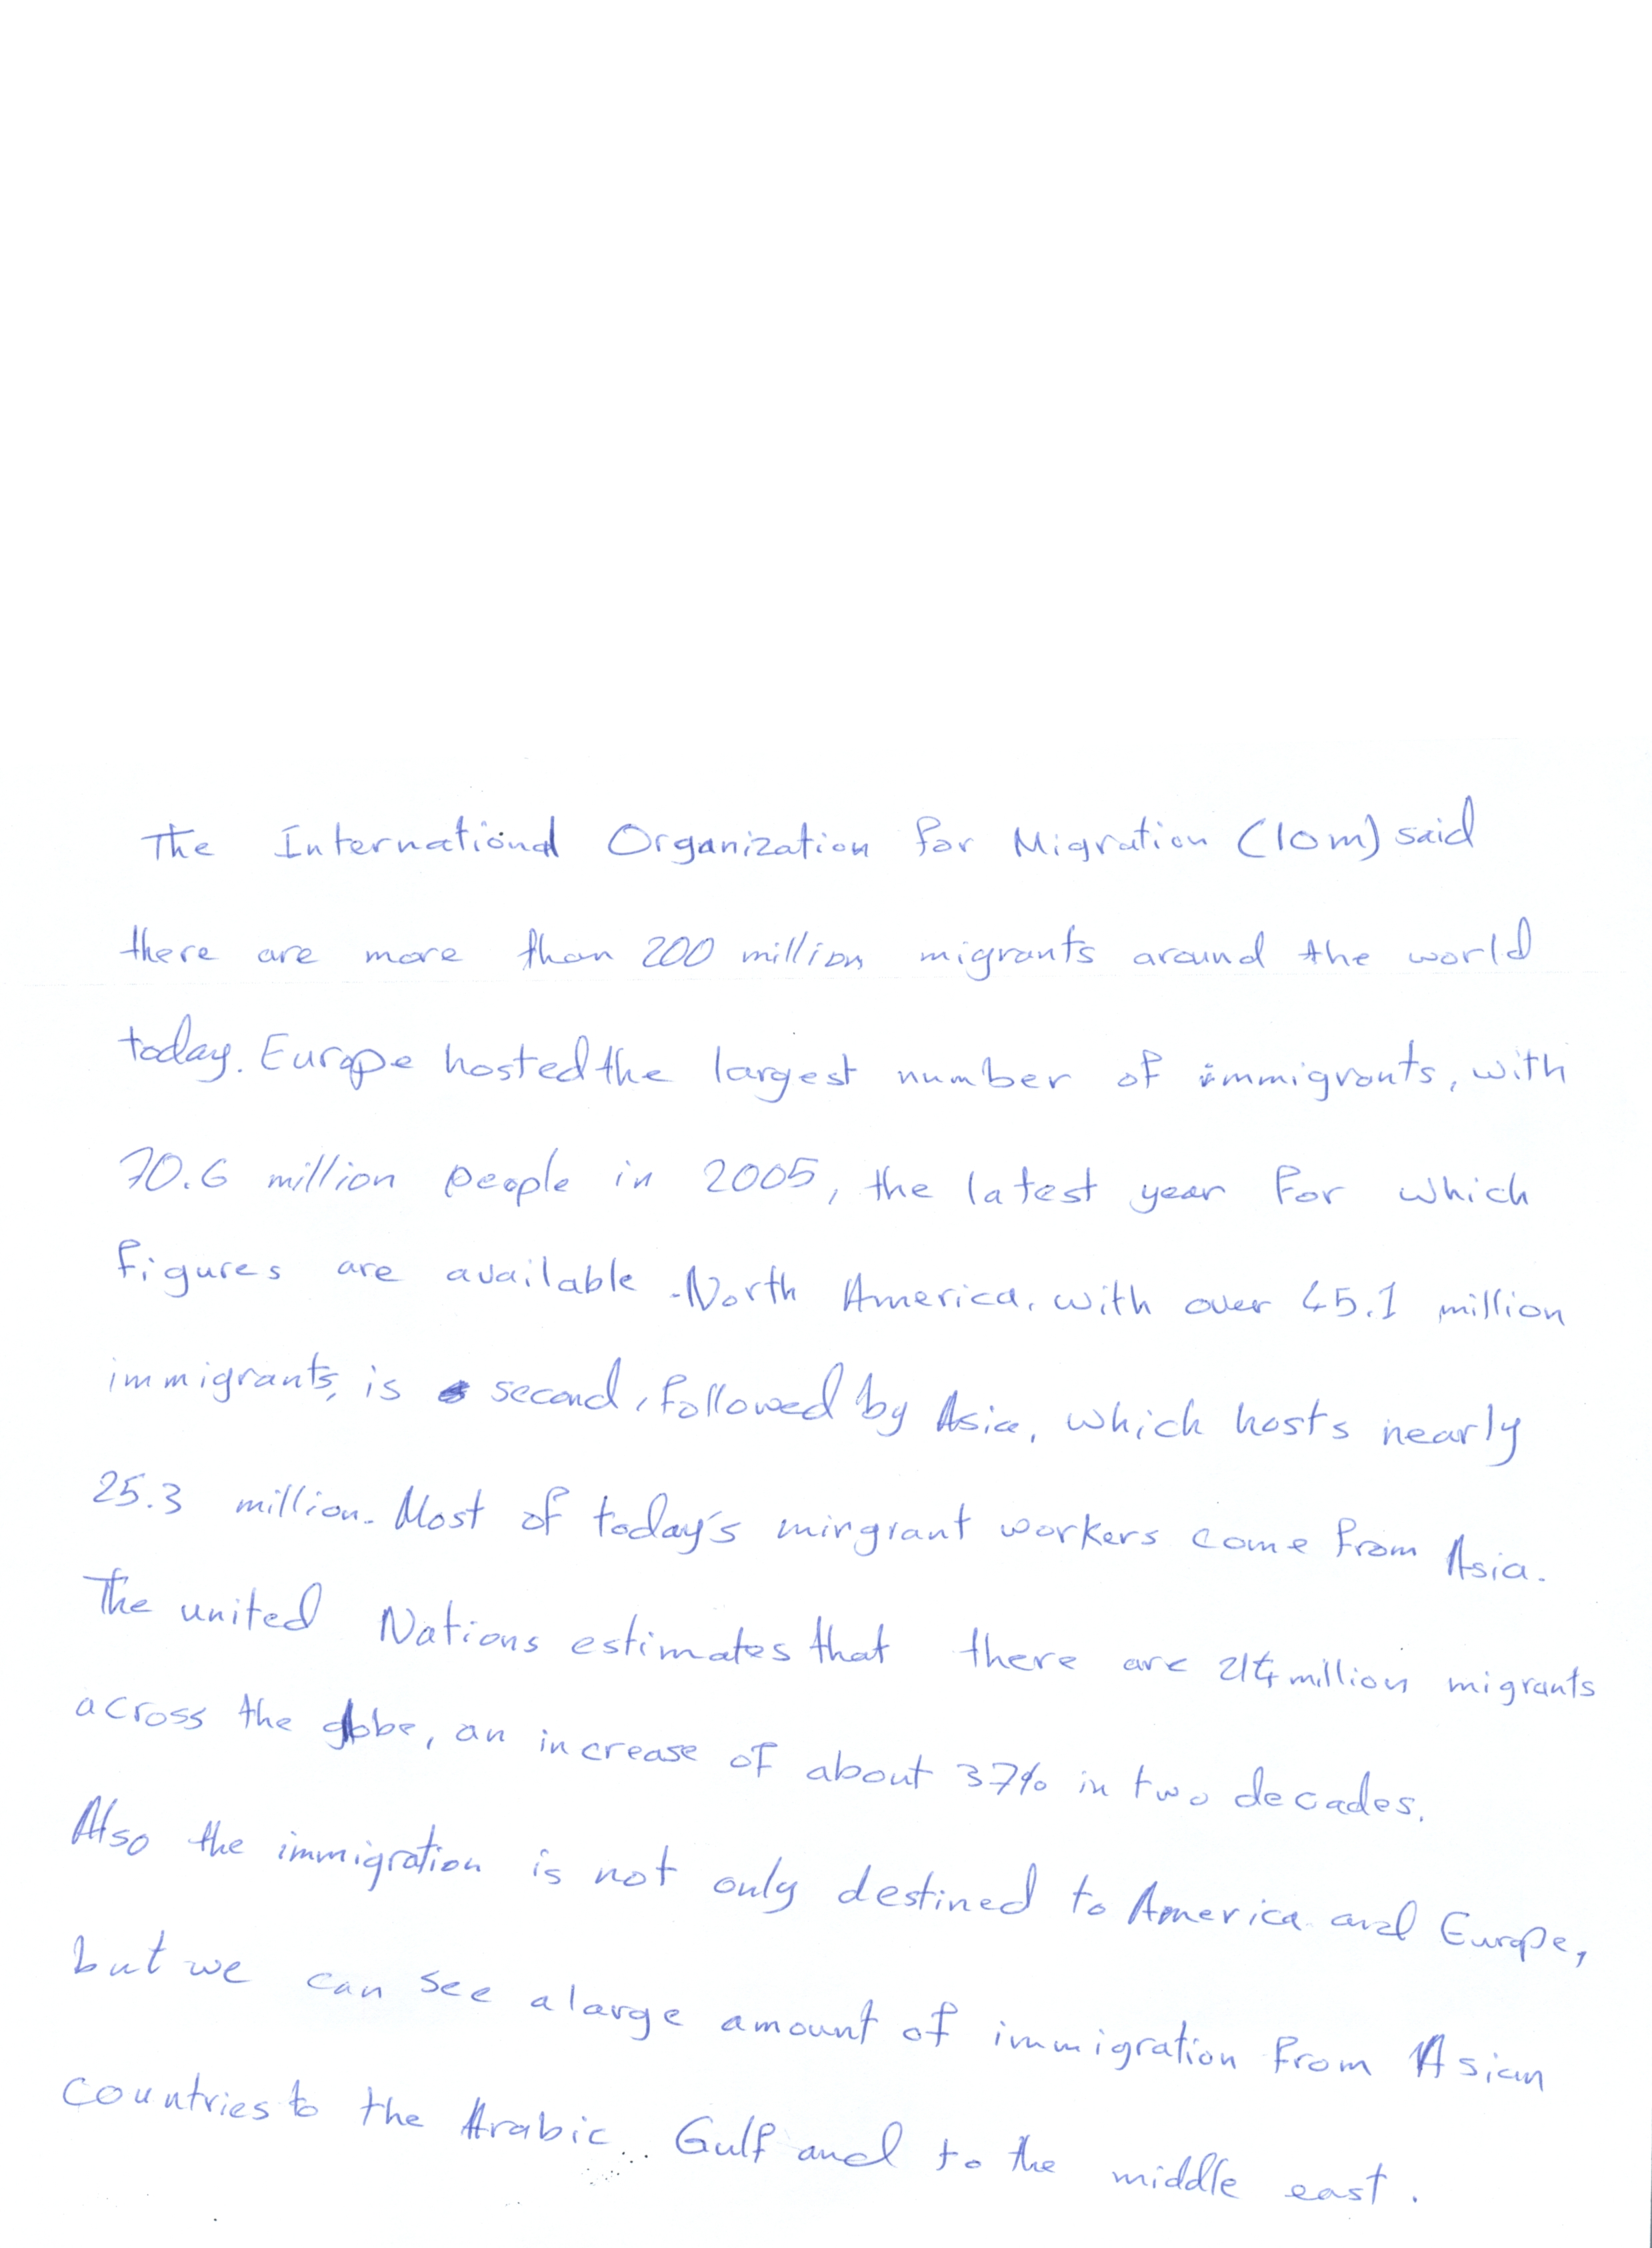 The International Organization for Migration (IOM) said
there are more than 200 million migrants around the world
today. Europe hosted the largest number of immigrants, with
70.6 million people in 2005, the latest year for which
figures are available. North America, with over 45.1 million
immigrants, is second, followed by Asia, which hosts nearly
25.3 million. Most of today's mirgrant workers come from Asia.
The united Nations estimates that there are 214 million migrants
across the globe, an increase of about 37% in two decades.
Also the immigration is not only destined to America and Europe,
but we can see a large amount of immigration from Asian
countries to the Arabic Gulf and to the middle east.